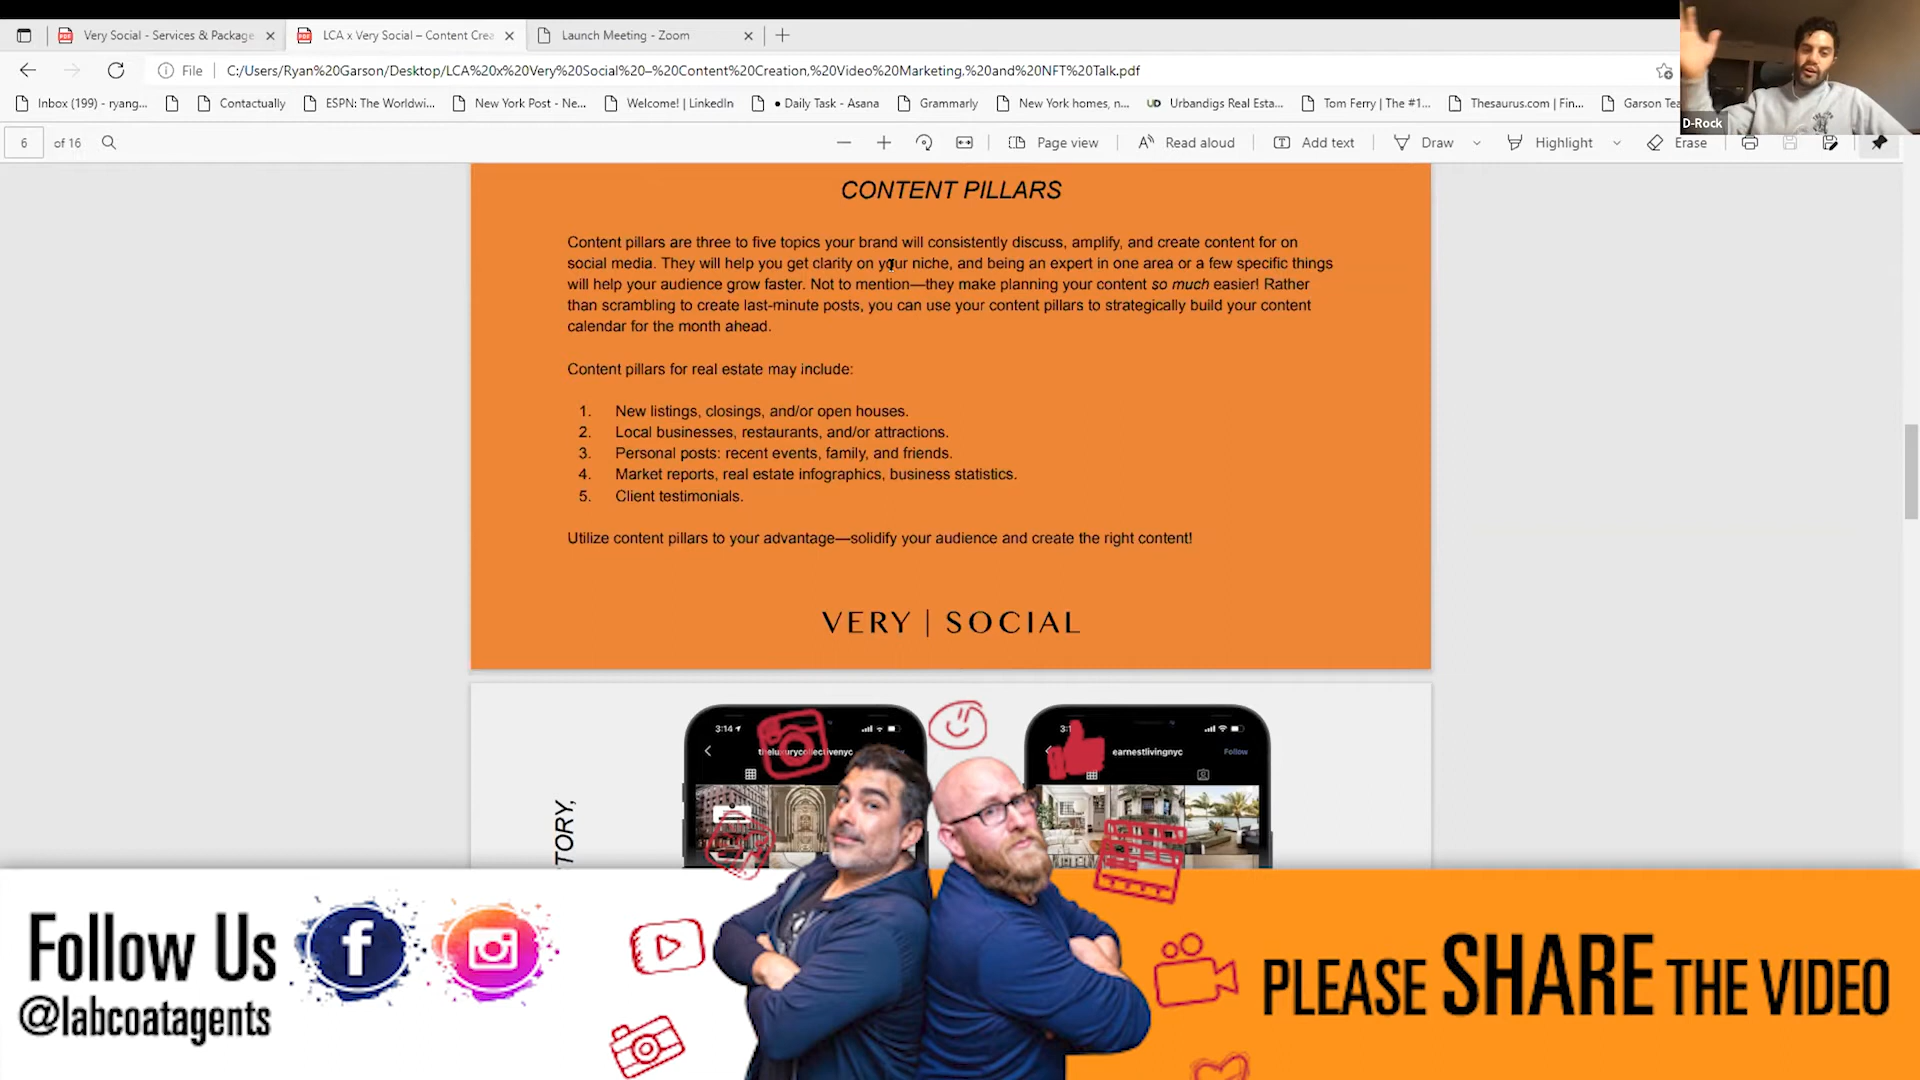 Very Social - Services & Package
LCA x Very Social – Content Crea
Launch Meeting - Zoom
File
C:/Users/Ryan%20Garson/Desktop/LCA%20x%20Very%20Social%20–%20Content%20Creation,%20Video%20Marketing,%20and%20NFT%20Talk.pdf
Inbox (199) - ryang...
Contactually
ESPN: The Worldwi...
New York Post - Ne...
Welcome! | LinkedIn
Daily Task - Asana
Grammarly
New York homes, n...
UD Urbandigs Real Esta...
Tom Ferry | The #1...
Thesaurus.com | Fin...
Garson Tea
D-Rock
6 of 16
Page view
Read aloud
Add text
Draw
Highlight
Erase
CONTENT PILLARS
Content pillars are three to five topics your brand will consistently discuss, amplify, and create content for on
social media. They will help you get clarity on your niche, and being an expert in one area or a few specific things
will help your audience grow faster. Not to mention—they make planning your content so much easier! Rather
than scrambling to create last-minute posts, you can use your content pillars to strategically build your content
calendar for the month ahead.
Content pillars for real estate may include:
1. New listings, closings, and/or open houses.
2. Local businesses, restaurants, and/or attractions.
3. Personal posts: recent events, family, and friends.
4. Market reports, real estate infographics, business statistics.
5. Client testimonials.
Utilize content pillars to your advantage—solidify your audience and create the right content!
VERY | SOCIAL
3:14
theluxurycollectivenyc
earnestlivingnyc
Follow
TORY,
Follow Us
@labcoatagents
PLEASE SHARE THE VIDEO